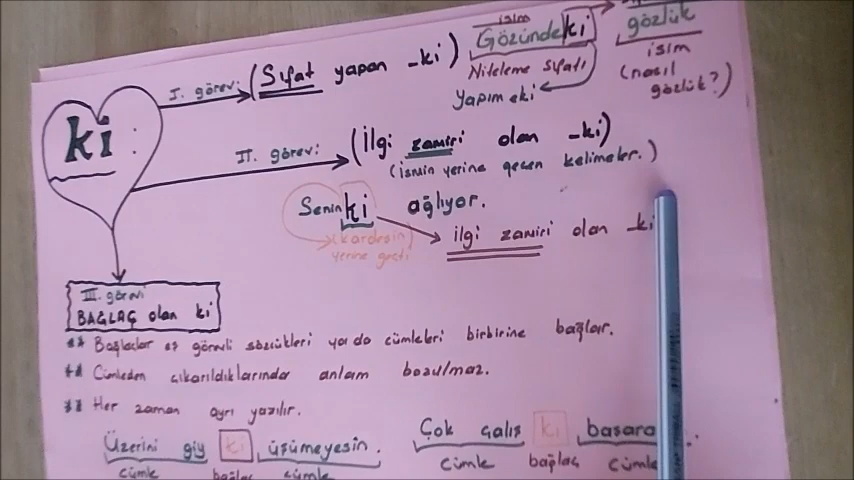 isim
Gözündeki gözlük
I. görev: (Sıfat yapan -ki)
Niteleme sıfatı isim
Yapım eki (nasıl
gözlük?)
ki :
II. görev: (İlgi zamiri olan -ki)
(ismin yerine geçen kelimeler.)
Seninki ağlıyor.
(kardeşin) ilgi zamiri olan -ki
yerine geçti
III. görevi
BAĞLAÇ olan ki
** Bağlaçlar eş görevli sözcükleri ya da cümleleri birbirine bağlar.
** Cümleden çıkarıldıklarında anlam bozulmaz.
** Her zaman ayrı yazılır.
Üzerini giy ki üşümeyesin. Çok çalış ki başara
cümle bağlaç cümle cümle bağlaç cümle